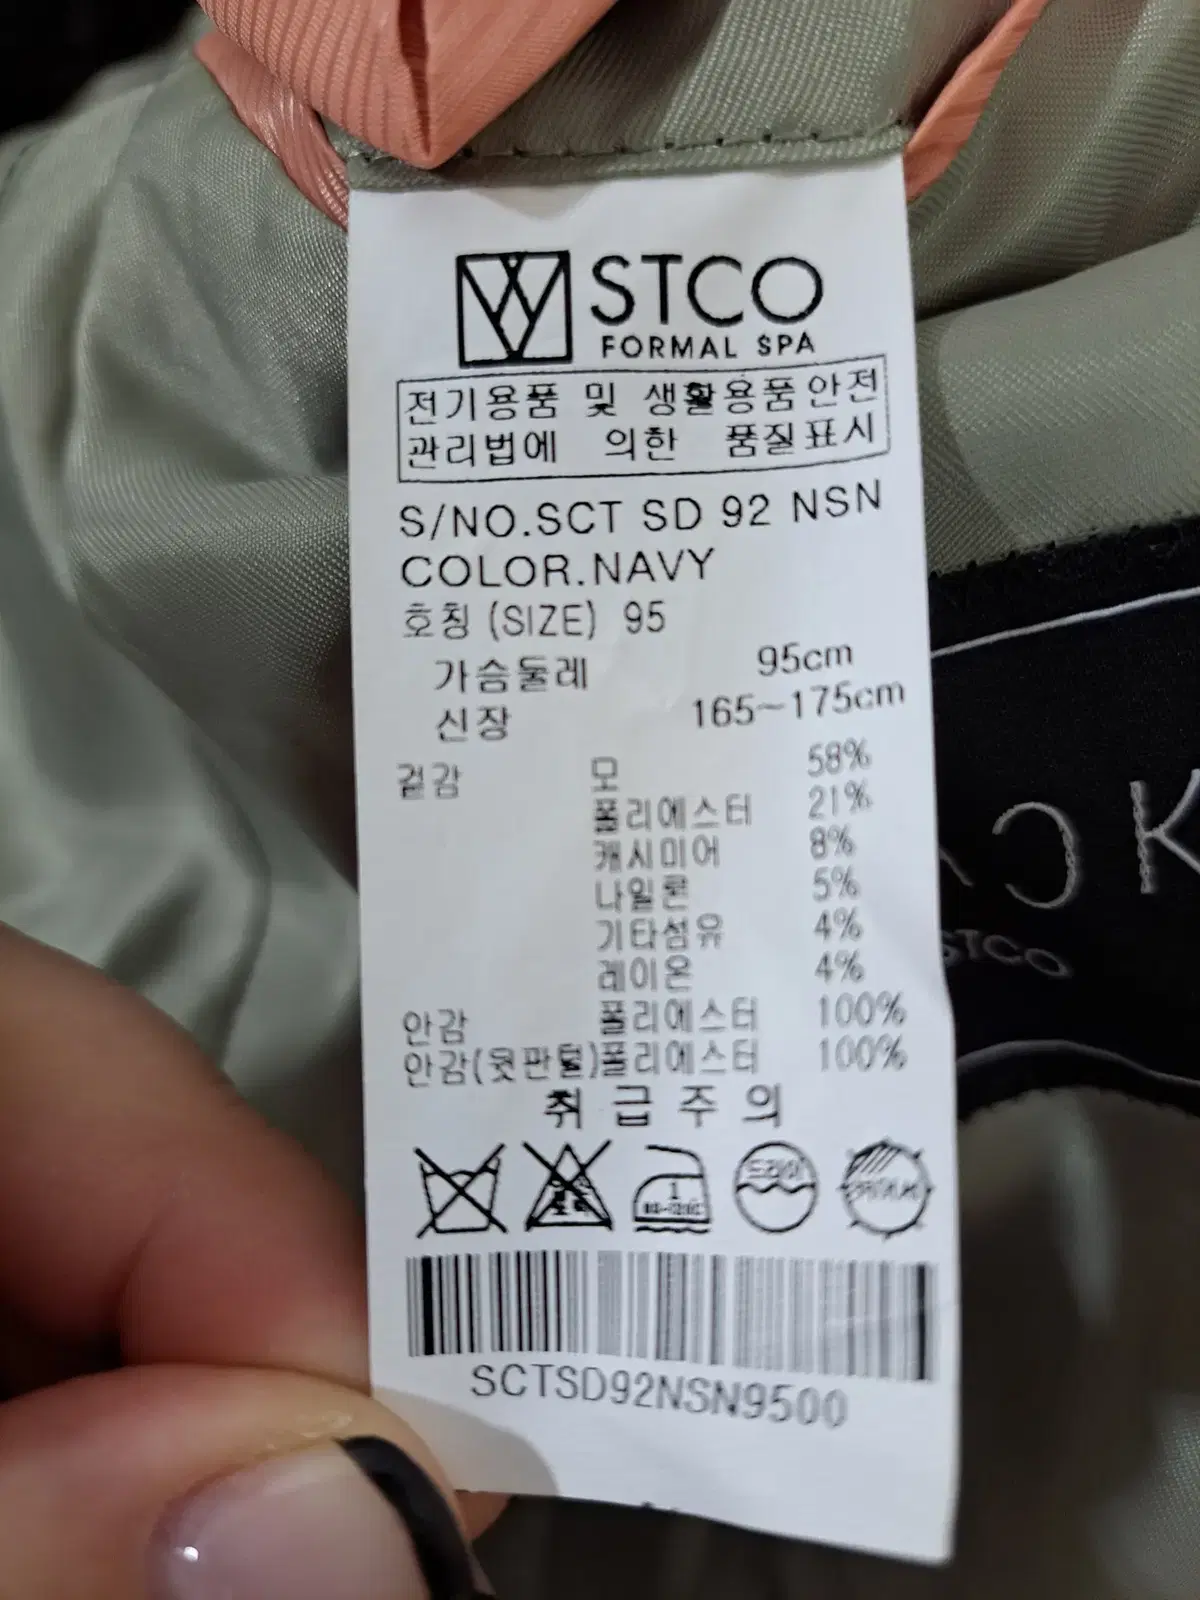 STCO
FORMAL SPA
전기용품 및 생활용품안전
관리법에 의한 품질표시
S/NO.SCT SD 92 NSN
COLOR.NAVY
호칭 (SIZE) 95
가슴둘레 95cm
신장 165~175cm
겉감 모 58%
폴리에스터 21%
캐시미어 8%
나일론 5%
기타섬유 4%
레이온 4%
안감 폴리에스터 100%
안감(뒷판털)폴리에스터 100%
취급주의
드라이
SCTSD92NSN9500
STCO